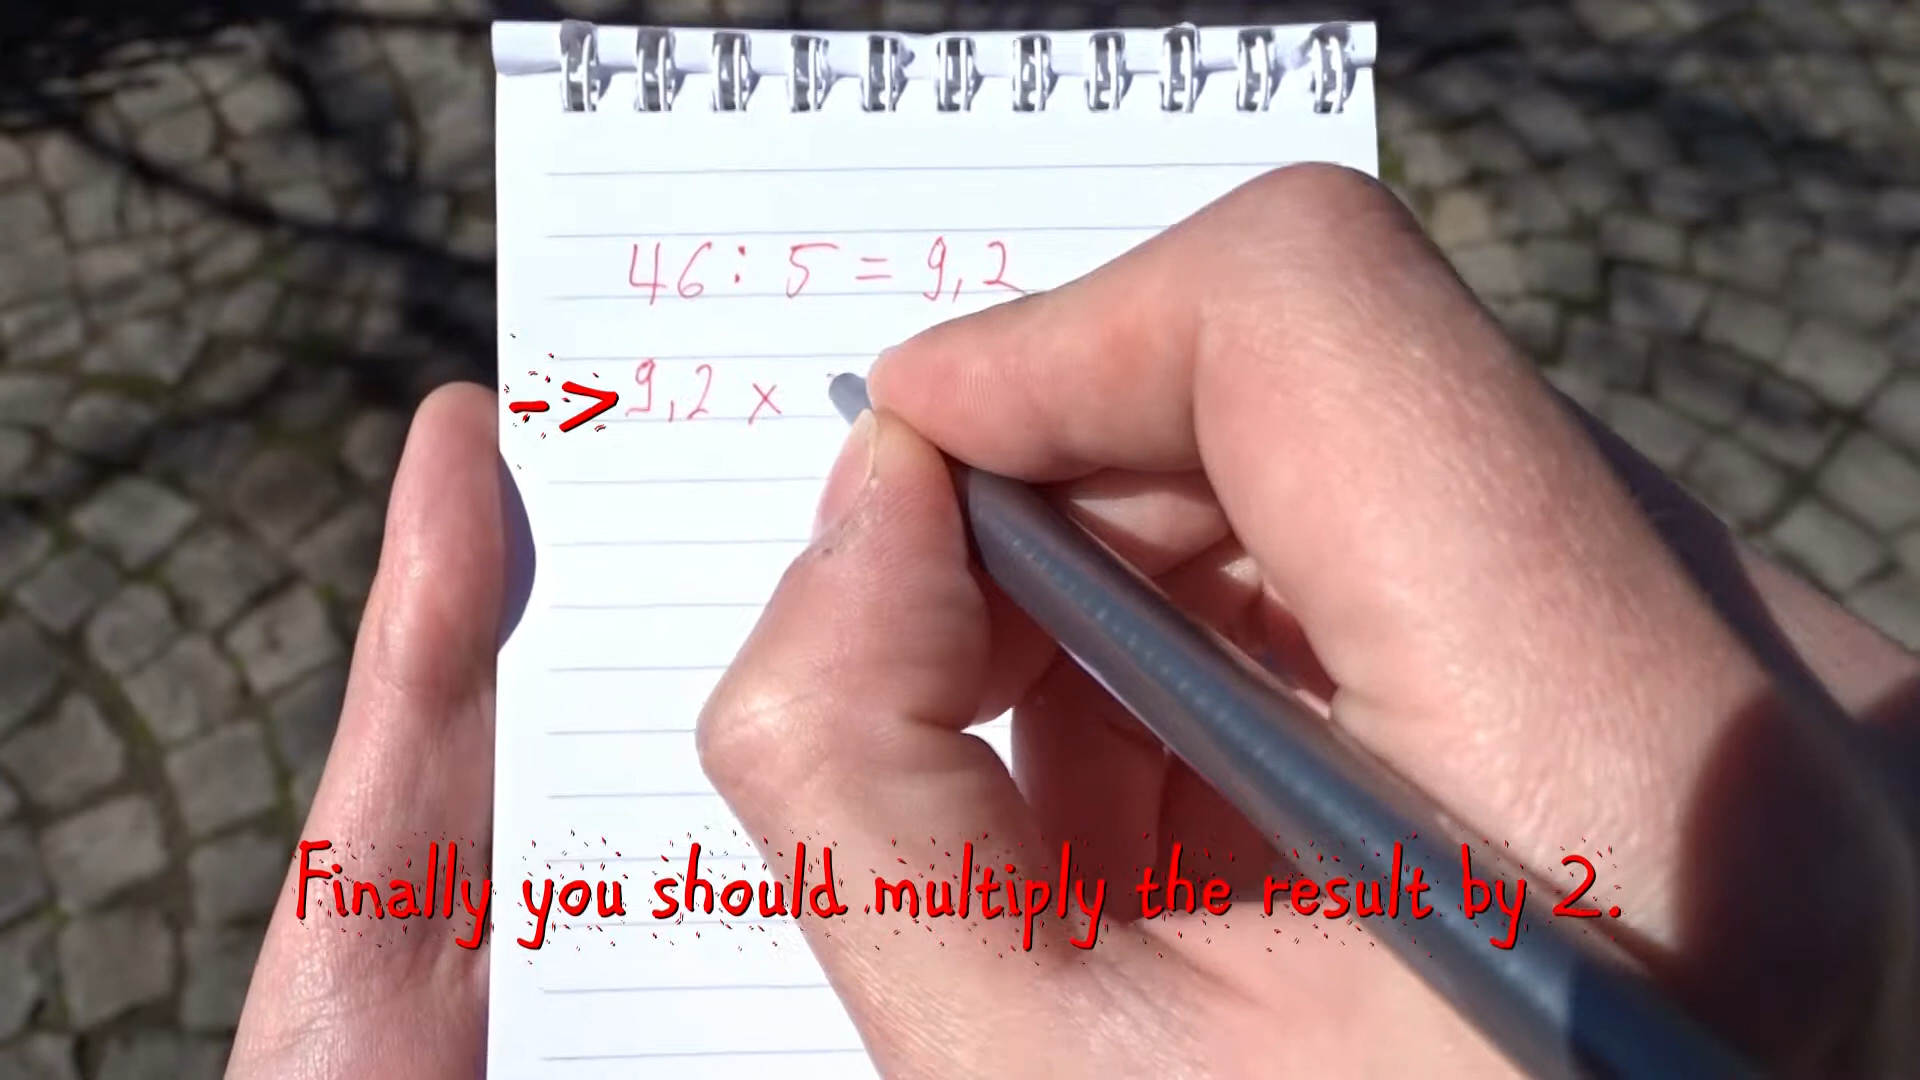 46 : 5 = 9,2
-> 9,2 x
Finally you should multiply the result by 2.